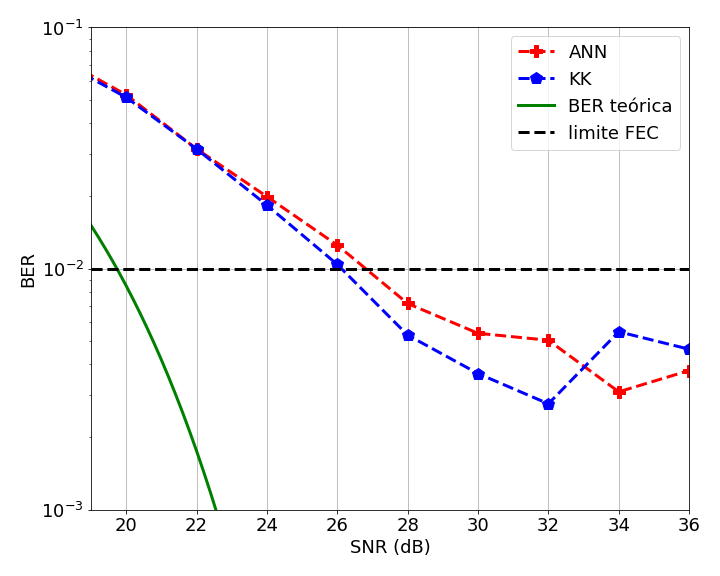 10⁻¹
10⁻²
10⁻³
BER
ANN
KK
BER teórica
limite FEC
20 22 24 26 28 30 32 34 36
SNR (dB)